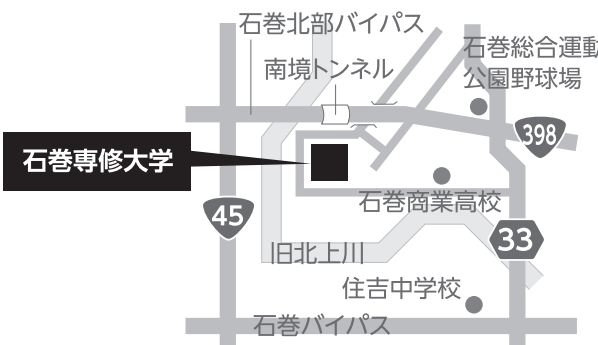 石巻北部バイパス
石巻総合運動
公園野球場
南境トンネル
398
石巻専修大学
石巻商業高校
45
33
旧北上川
住吉中学校
石巻バイパス